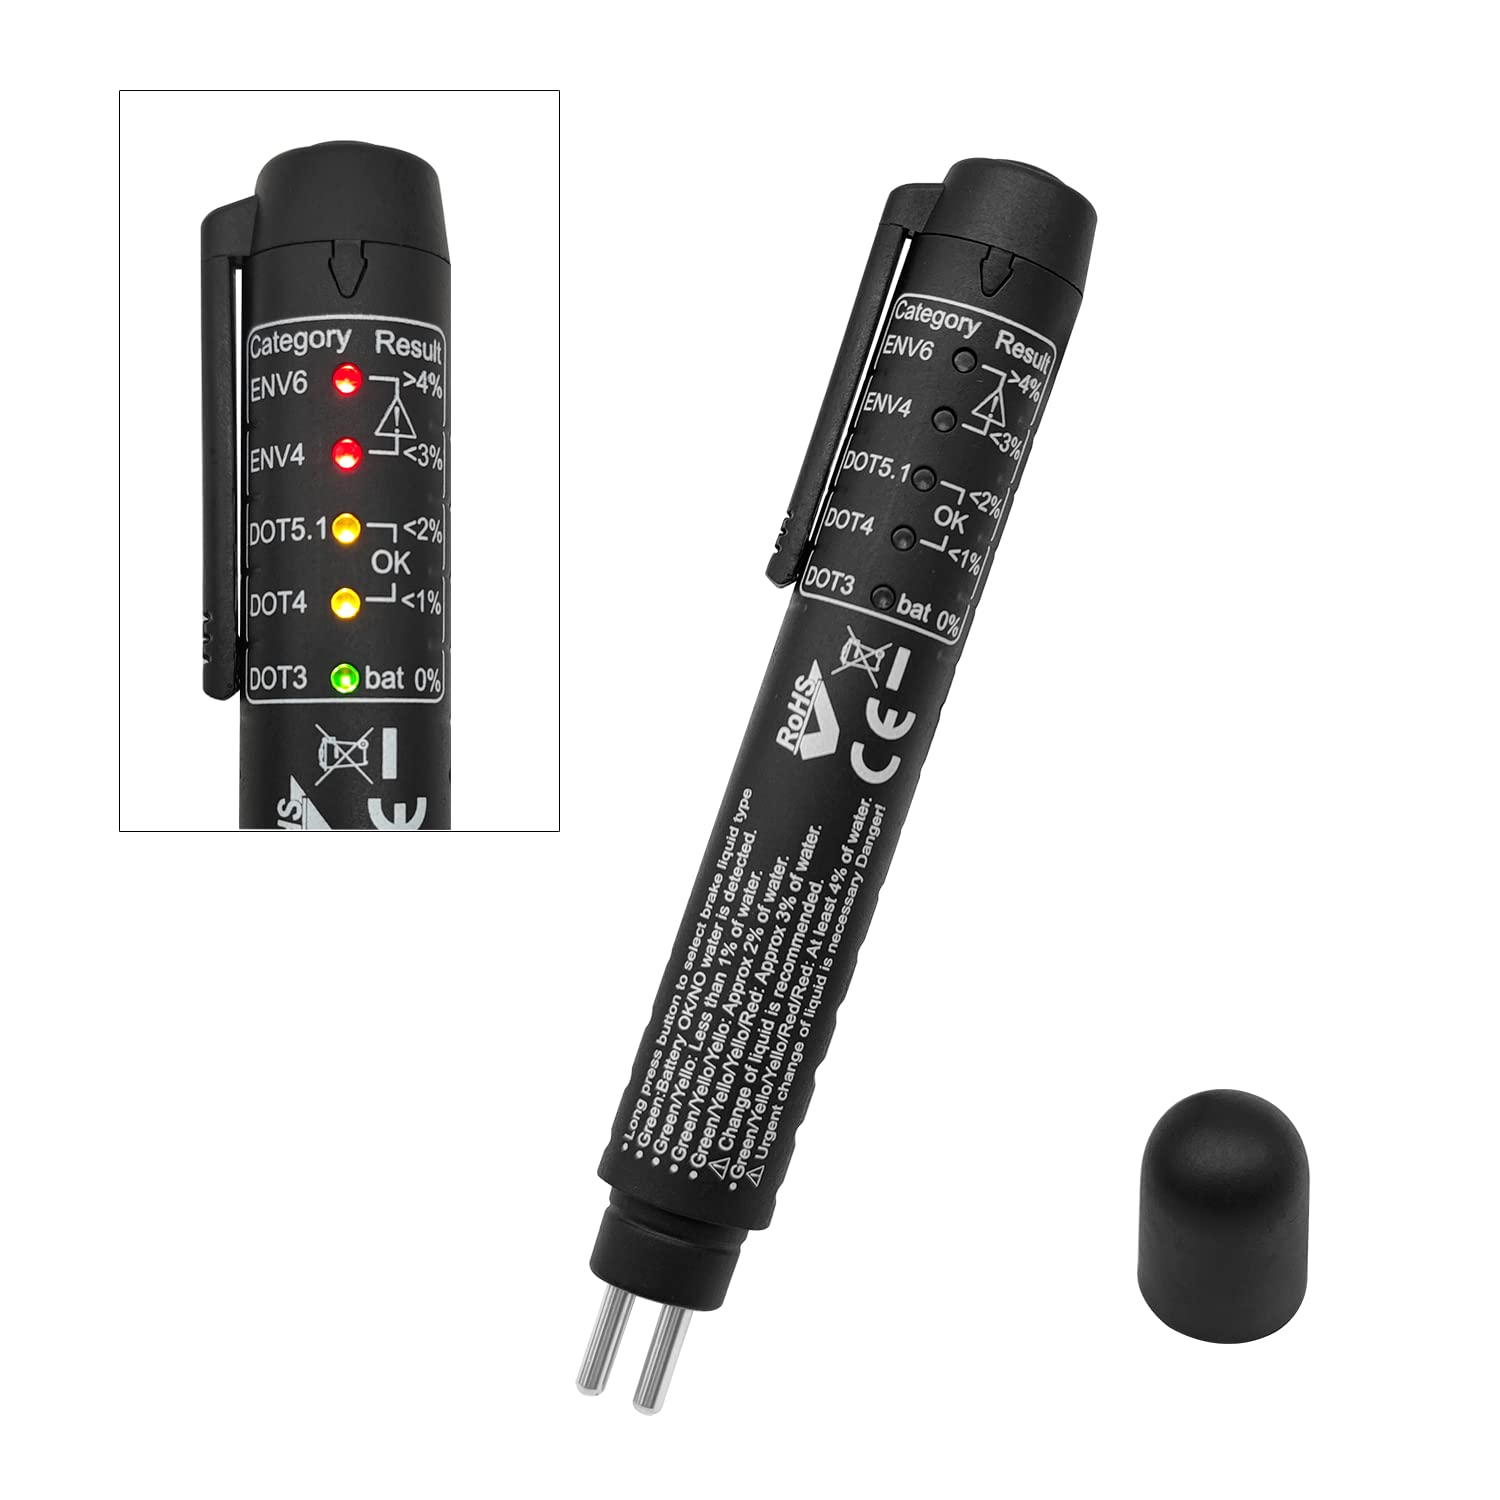 Category Result
ENV6 >4%
ENV4 <3%
DOT5.1 <2%
OK
DOT4 <1%
DOT3 bat 0%
CE
Category Result
ENV6 >4%
ENV4 <3%
DOT5.1 <2%
OK
DOT4 <1%
DOT3 bat 0%
RoHS
CE
• Long press button to select brake liquid type
• Green:Battery OK/NO water is detected.
• Green/Yello: Less than 1% of water.
• Green/Yello/Yello: Approx 2% of water.
• Green/Yello/Yello/Red: Approx 3% of water.
⚠ Change of liquid is recommended.
• Green/Yello/Yello/Red/Red: At least 4% of water.
⚠ Urgent change of liquid is necessary Danger!